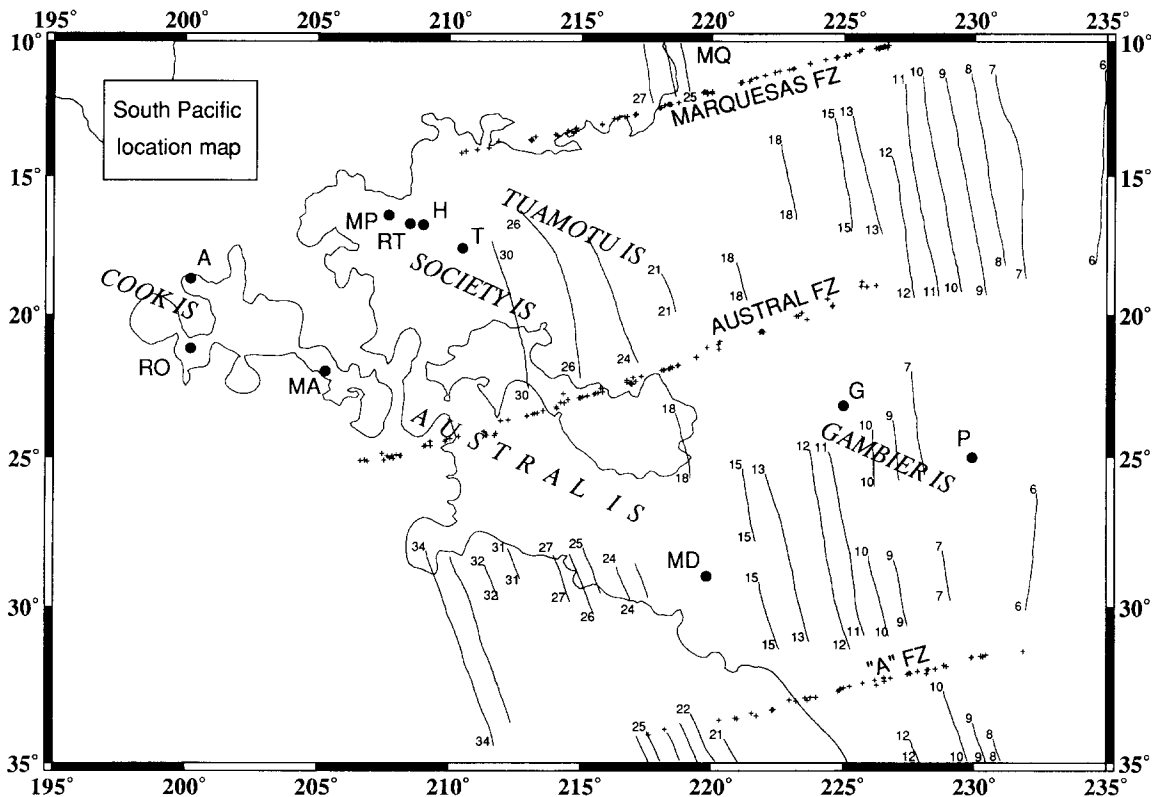 195° 200° 205° 210° 215° 220° 225° 230° 235°
10° 10°
MQ
6
7
8
9
10
11
27 25
MARQUESAS FZ
South Pacific
location map
15 13
18
12
15° 15°
18
15 13
TUAMOTU IS
26
MP RT H T
30
SOCIETY IS
A
COOK IS
21
18
8 7 6
21
18
12 11 10 9
AUSTRAL FZ
20° 20°
RO
MA
26
24
30
7
G
GAMBIER IS
P
9
10
18
AUSTRAL IS
12 11
25° 25°
15 13
18
10
6
34
31
32
27
25
24
15
10 9 7
MD
31
32
27
26
24
15
7
9
10
11
12
13
15
6
30° 30°
"A" FZ
10
25 22 21
9
8
12
34
12 10 9 8
35° 35°
195° 200° 205° 210° 215° 220° 225° 230° 235°